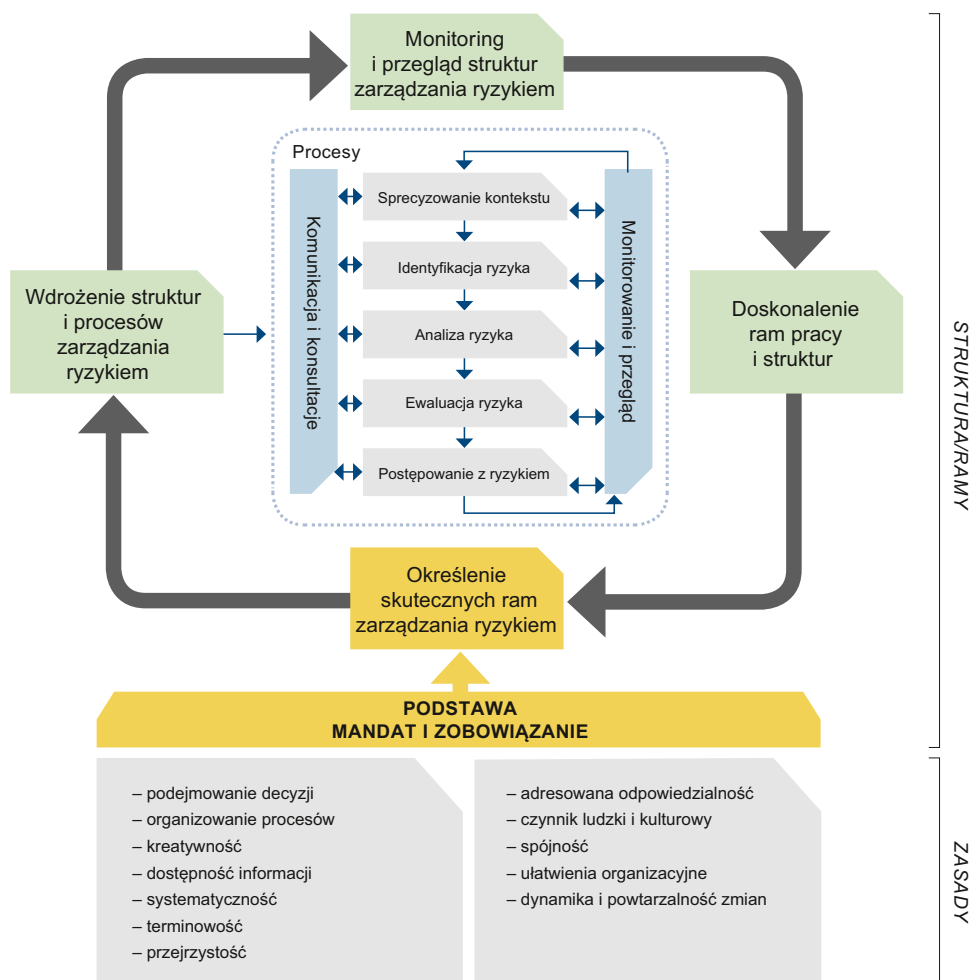 Monitoring
i przegląd struktur
zarządzania ryzykiem
Procesy
Komunikacja i konsultacje
Sprecyzowanie kontekstu
Identyfikacja ryzyka
Analiza ryzyka
Ewaluacja ryzyka
Postępowanie z ryzykiem
Monitorowanie i przegląd
Wdrożenie struktur
i procesów
zarządzania
ryzykiem
Doskonalenie
ram pracy
i struktur
Określenie
skutecznych ram
zarządzania ryzykiem
PODSTAWA
MANDAT I ZOBOWIĄZANIE
STRUKTURA/RAMY
– podejmowanie decyzji
– organizowanie procesów
– kreatywność
– dostępność informacji
– systematyczność
– terminowość
– przejrzystość
– adresowana odpowiedzialność
– czynnik ludzki i kulturowy
– spójność
– ułatwienia organizacyjne
– dynamika i powtarzalność zmian
ZASADY